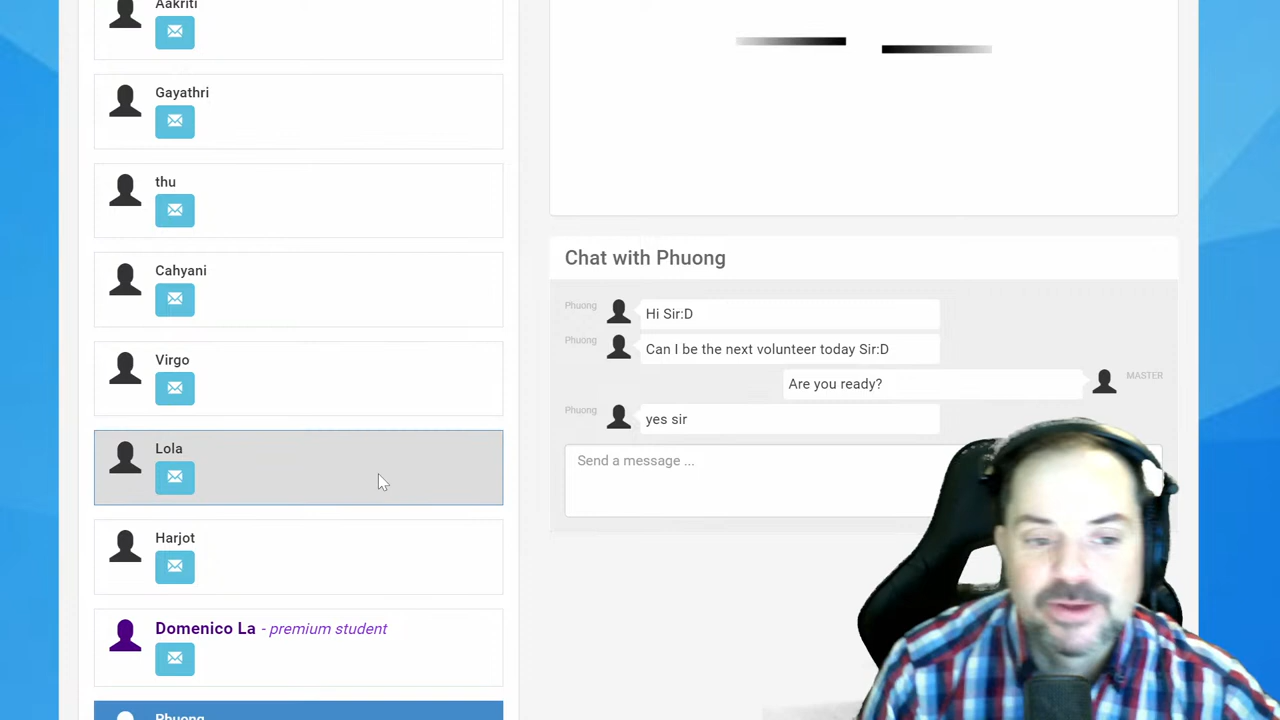 Aakriti
Gayathri
thu
Cahyani
Virgo
Lola
Harjot
Domenico La - premium student
Phuong
Chat with Phuong
Phuong
Hi Sir:D
Phuong
Can I be the next volunteer today Sir:D
Are you ready?
MASTER
Phuong
yes sir
Send a message ...